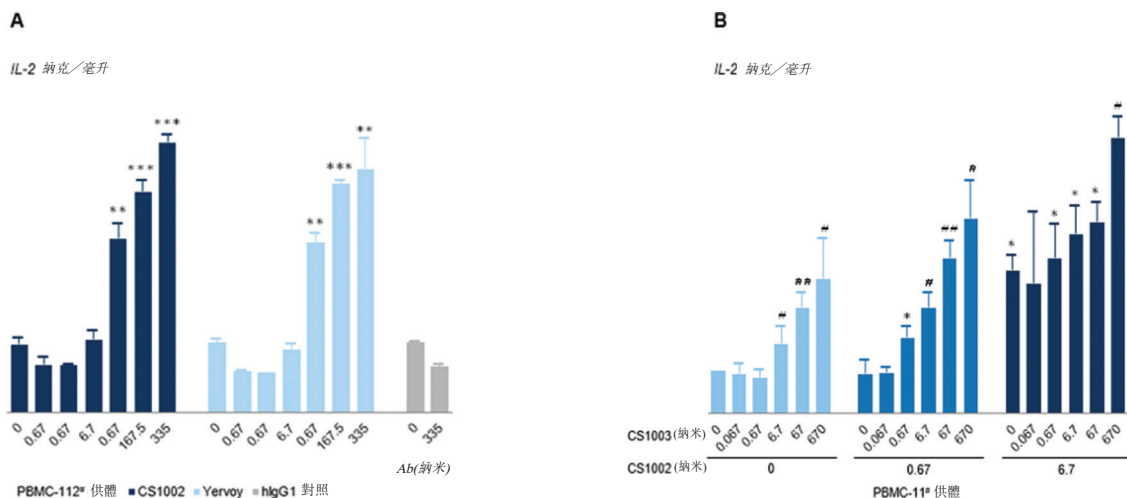 A
IL-2 納克／毫升
*** *** ** ** *** **
0 0.67 0.67 6.7 0.67 167.5 335 0 0.67 0.67 6.7 0.67 167.5 335 0 335
Ab(納米)
PBMC-112# 供體 CS1002 Yervoy hlgG1 對照
B
IL-2 納克／毫升
# ## # * # ## # * * * * #
CS1003 (納米) 0 0.067 0.67 6.7 67 670 0 0.067 0.67 6.7 67 670 0 0.067 0.67 6.7 67 670
CS1002 (納米) 0 0.67 6.7
PBMC-11# 供體